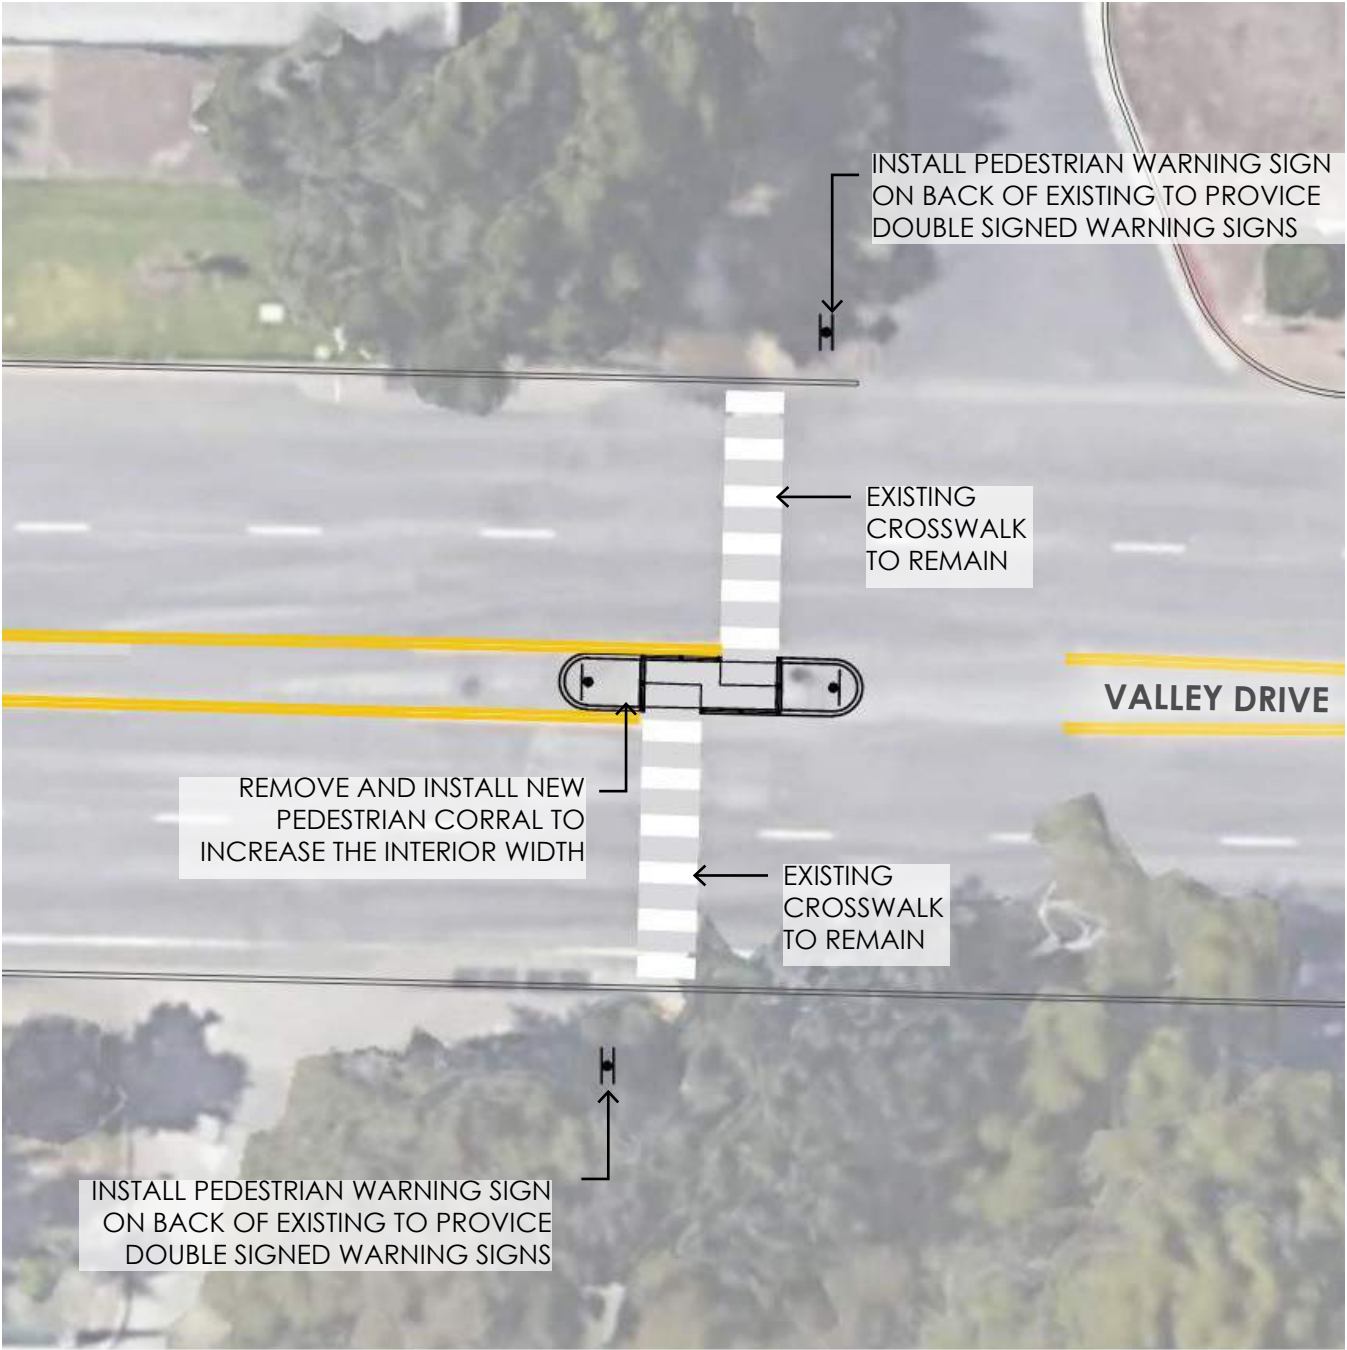 INSTALL PEDESTRIAN WARNING SIGN
ON BACK OF EXISTING TO PROVICE
DOUBLE SIGNED WARNING SIGNS
EXISTING
CROSSWALK
TO REMAIN
VALLEY DRIVE
REMOVE AND INSTALL NEW
PEDESTRIAN CORRAL TO
INCREASE THE INTERIOR WIDTH
EXISTING
CROSSWALK
TO REMAIN
INSTALL PEDESTRIAN WARNING SIGN
ON BACK OF EXISTING TO PROVICE
DOUBLE SIGNED WARNING SIGNS